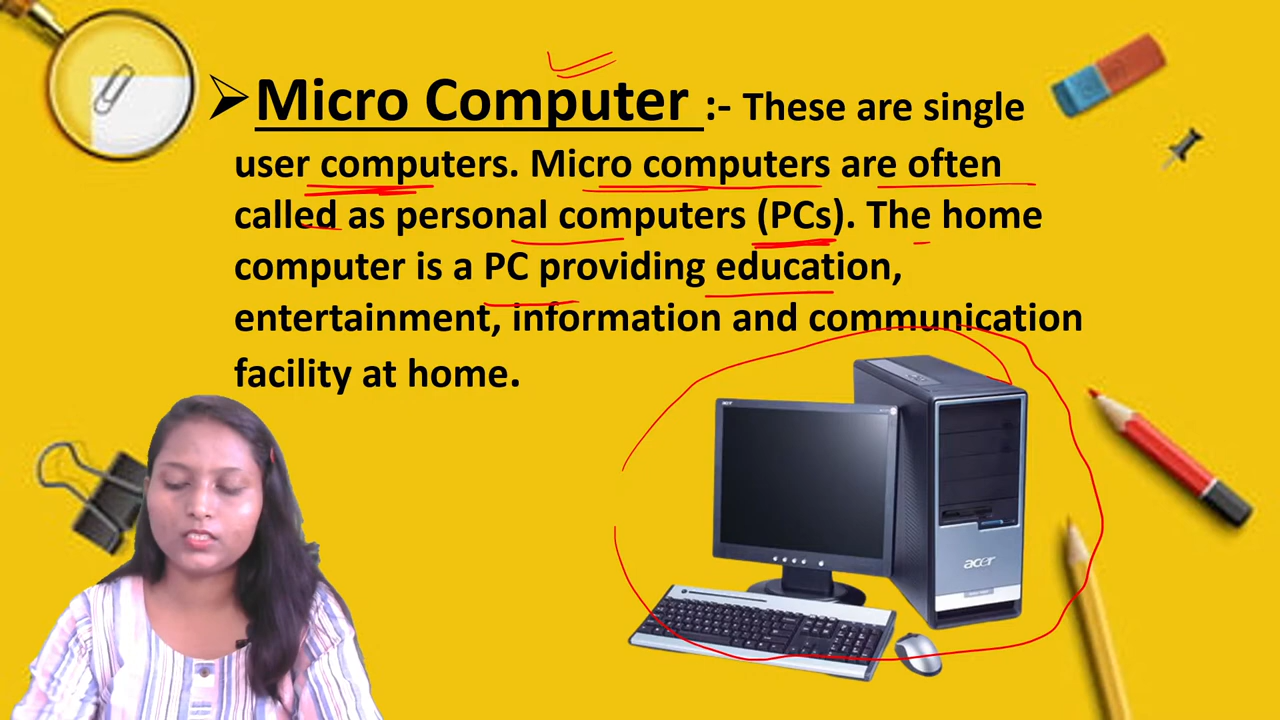 Micro Computer :- These are single
user computers. Micro computers are often
called as personal computers (PCs). The home
computer is a PC providing education,
entertainment, information and communication
facility at home.
acer